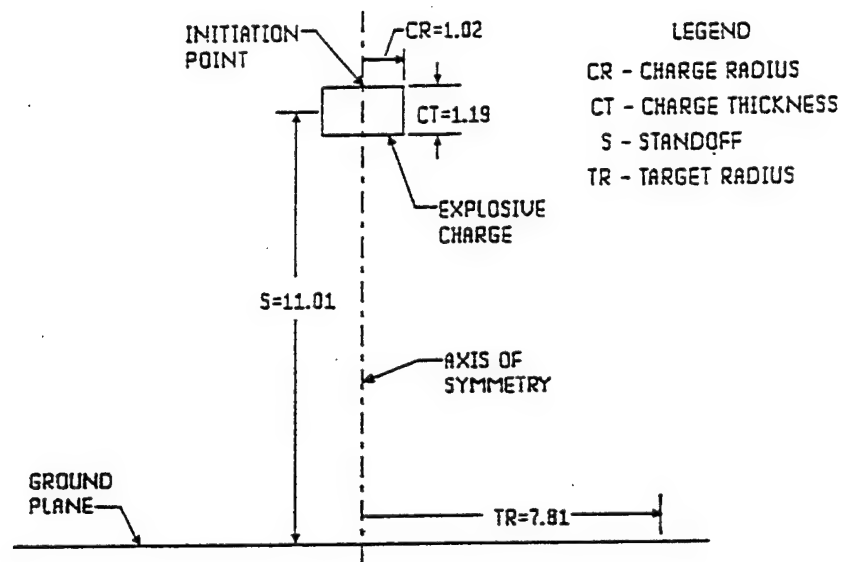 INITIATION
POINT
CR=1.02
CT=1.19
EXPLOSIVE
CHARGE
S=11.01
AXIS OF
SYMMETRY
GROUND
PLANE
TR=7.81
LEGEND
CR - CHARGE RADIUS
CT - CHARGE THICKNESS
S - STANDOFF
TR - TARGET RADIUS